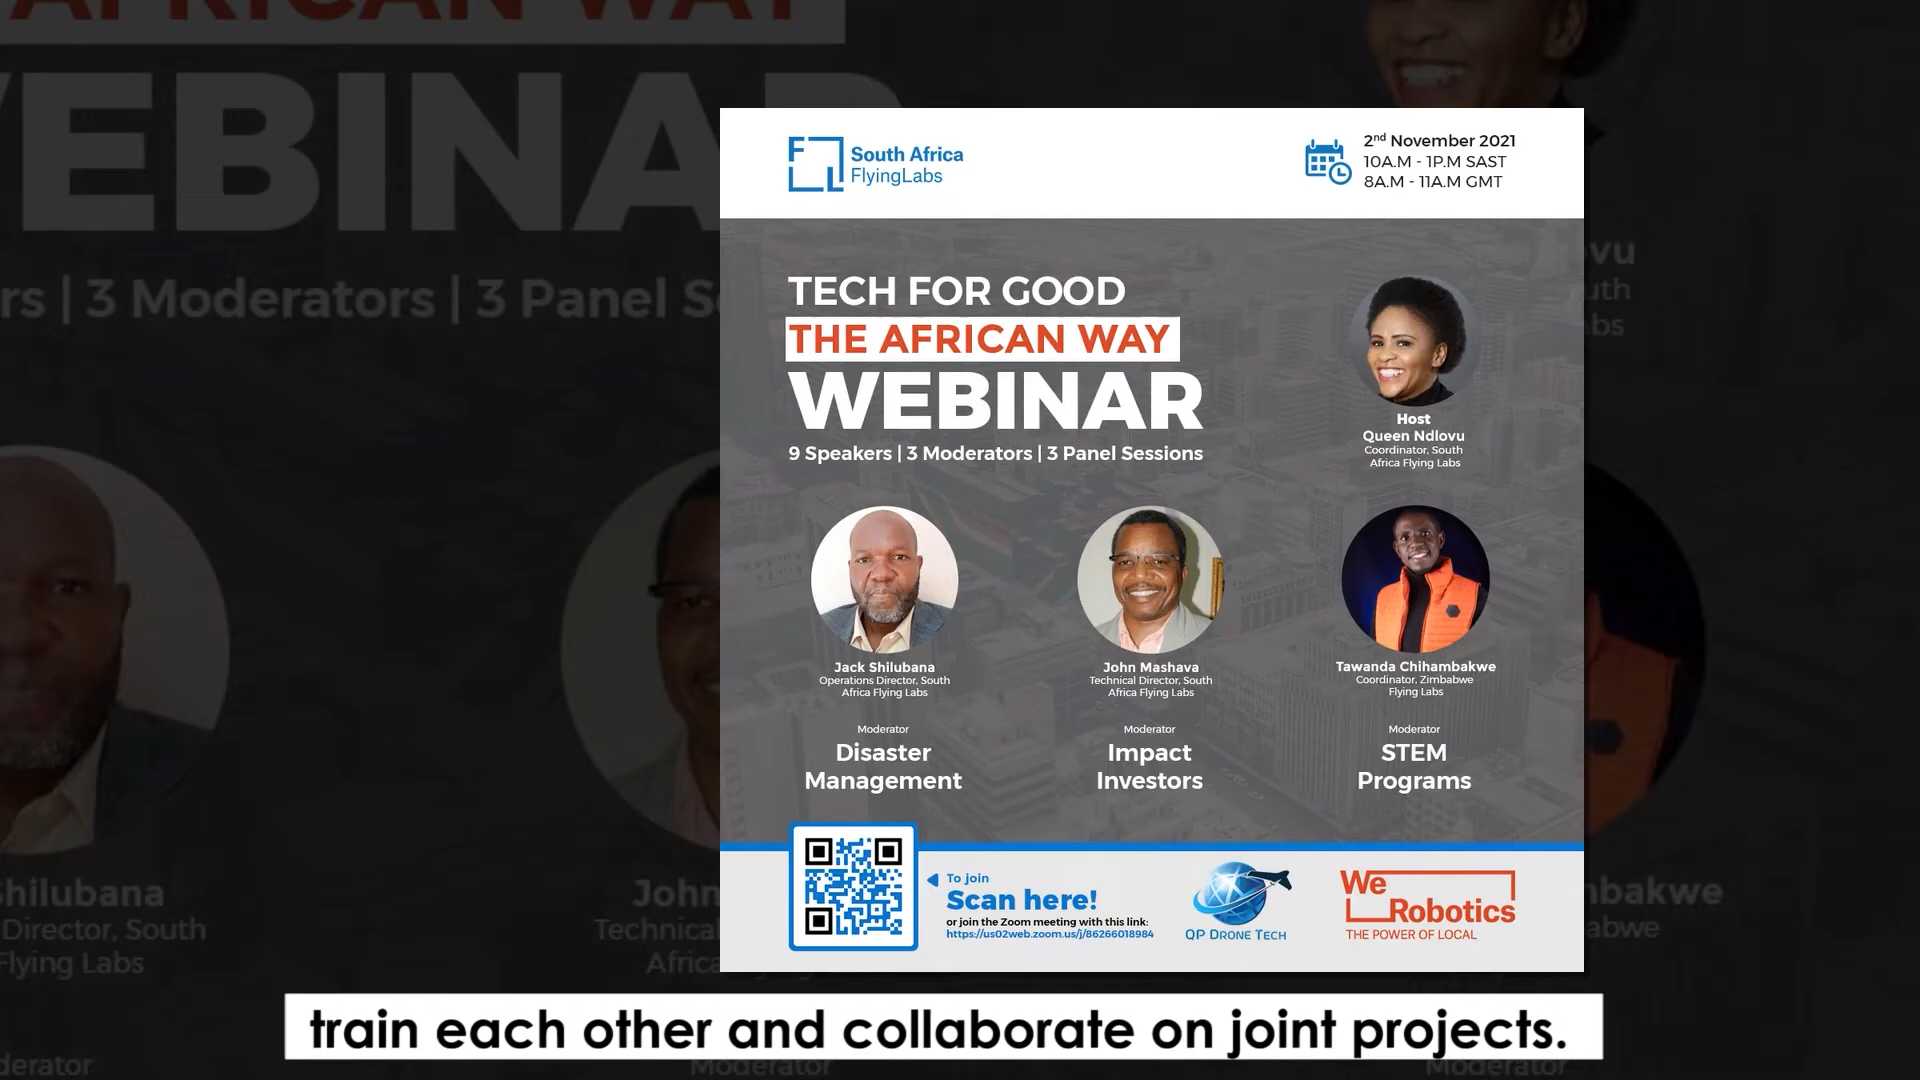 South Africa
FlyingLabs
2nd November 2021
10A.M - 1P.M SAST
8A.M - 11A.M GMT
TECH FOR GOOD
THE AFRICAN WAY
WEBINAR
9 Speakers | 3 Moderators | 3 Panel Sessions
Host
Queen Ndlovu
Coordinator, South
Africa Flying Labs
Jack Shilubana
Operations Director, South
Africa Flying Labs
Moderator
Disaster
Management
John Mashava
Technical Director, South
Africa Flying Labs
Moderator
Impact
Investors
Tawanda Chihambakwe
Coordinator, Zimbabwe
Flying Labs
Moderator
STEM
Programs
To join
Scan here!
or join the Zoom meeting with this link:
https://us02web.zoom.us/j/86266018984
QP DRONE TECH
We
Robotics
THE POWER OF LOCAL
train each other and collaborate on joint projects.